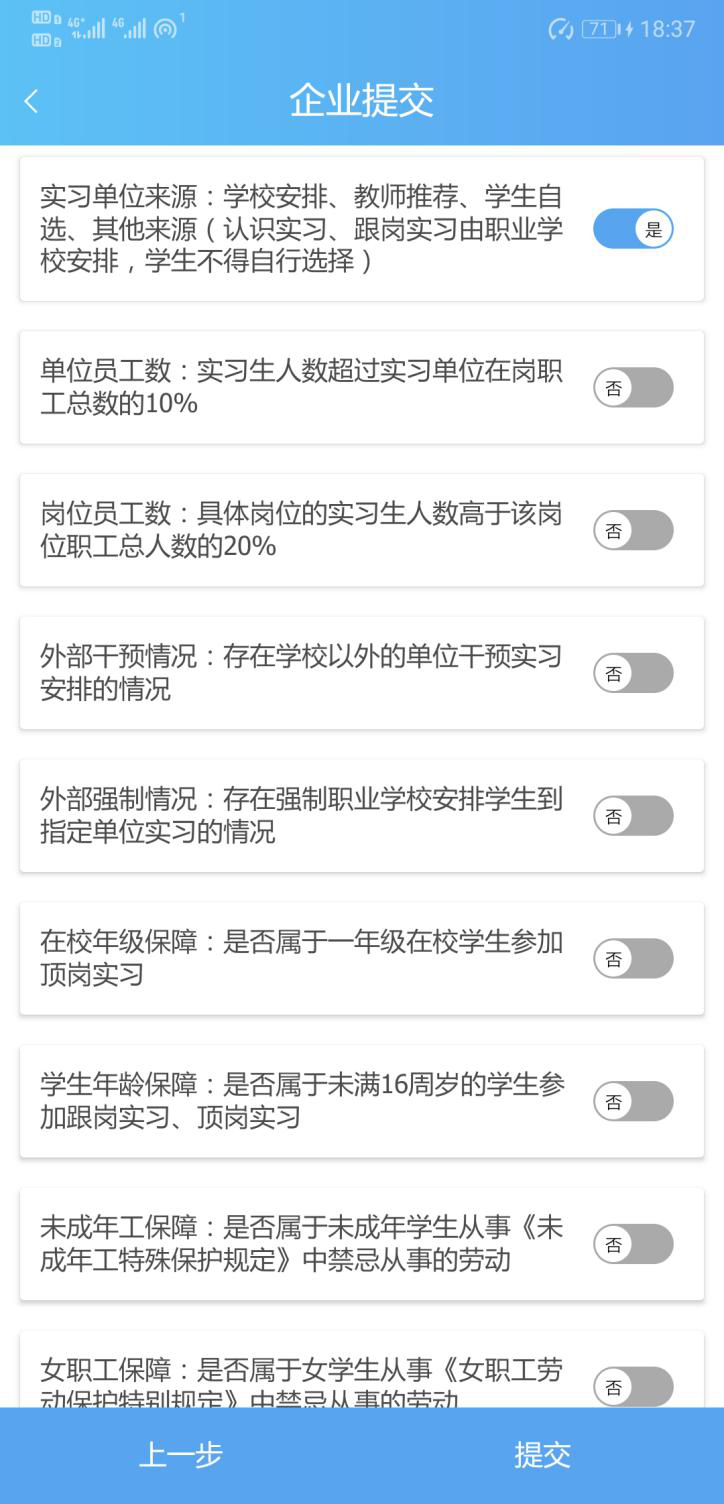 HD 1 4G+ 4G 1 71 18:37
HD 2
企业提交
实习单位来源：学校安排、教师推荐、学生自
选、其他来源（认识实习、跟岗实习由职业学
校安排，学生不得自行选择）
是
单位员工数：实习生人数超过实习单位在岗职
工总数的10%
否
岗位员工数：具体岗位的实习生人数高于该岗
位职工总人数的20%
否
外部干预情况：存在学校以外的单位干预实习
安排的情况
否
外部强制情况：存在强制职业学校安排学生到
指定单位实习的情况
否
在校年级保障：是否属于一年级在校学生参加
顶岗实习
否
学生年龄保障：是否属于未满16周岁的学生参
加跟岗实习、顶岗实习
否
未成年工保障：是否属于未成年学生从事《未
成年工特殊保护规定》中禁忌从事的劳动
否
女职工保障：是否属于女学生从事《女职工劳
动保护特别规定》中禁忌从事的劳动
否
上一步 提交